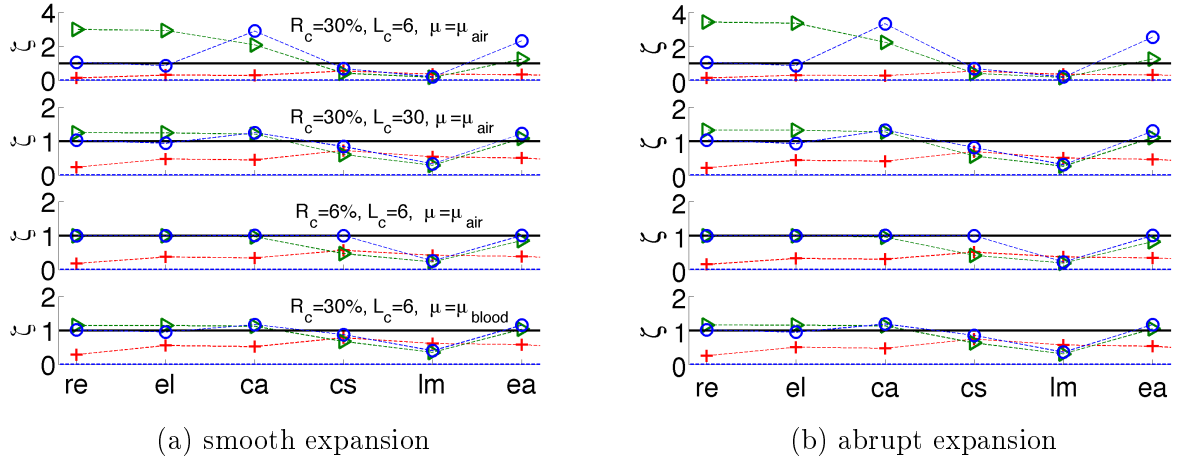 4
2
0
ζ
R_c=30%, L_c=6, μ=μ_air
2
1
0
ζ
R_c=30%, L_c=30, μ=μ_air
2
1
0
ζ
R_c=6%, L_c=6, μ=μ_air
2
1
0
ζ
R_c=30%, L_c=6 μ=μ_blood
re el ca cs lm ea
(a) smooth expansion
4
2
0
ζ
2
1
0
ζ
2
1
0
ζ
2
1
0
ζ
re el ca cs lm ea
(b) abrupt expansion